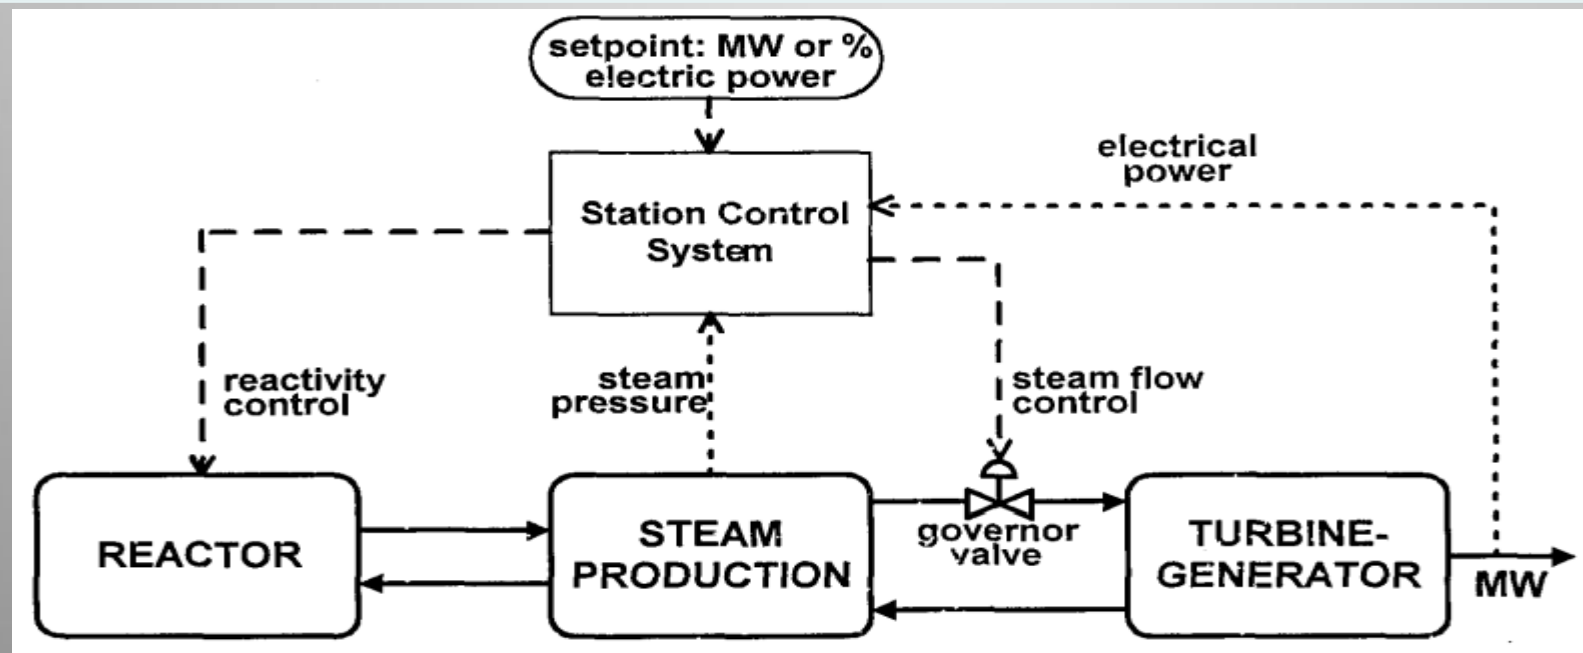 setpoint: MW or %
electric power
electrical
power
Station Control
System
reactivity
control
steam
pressure
steam flow
control
REACTOR
STEAM
PRODUCTION
governor
valve
TURBINE-
GENERATOR
MW